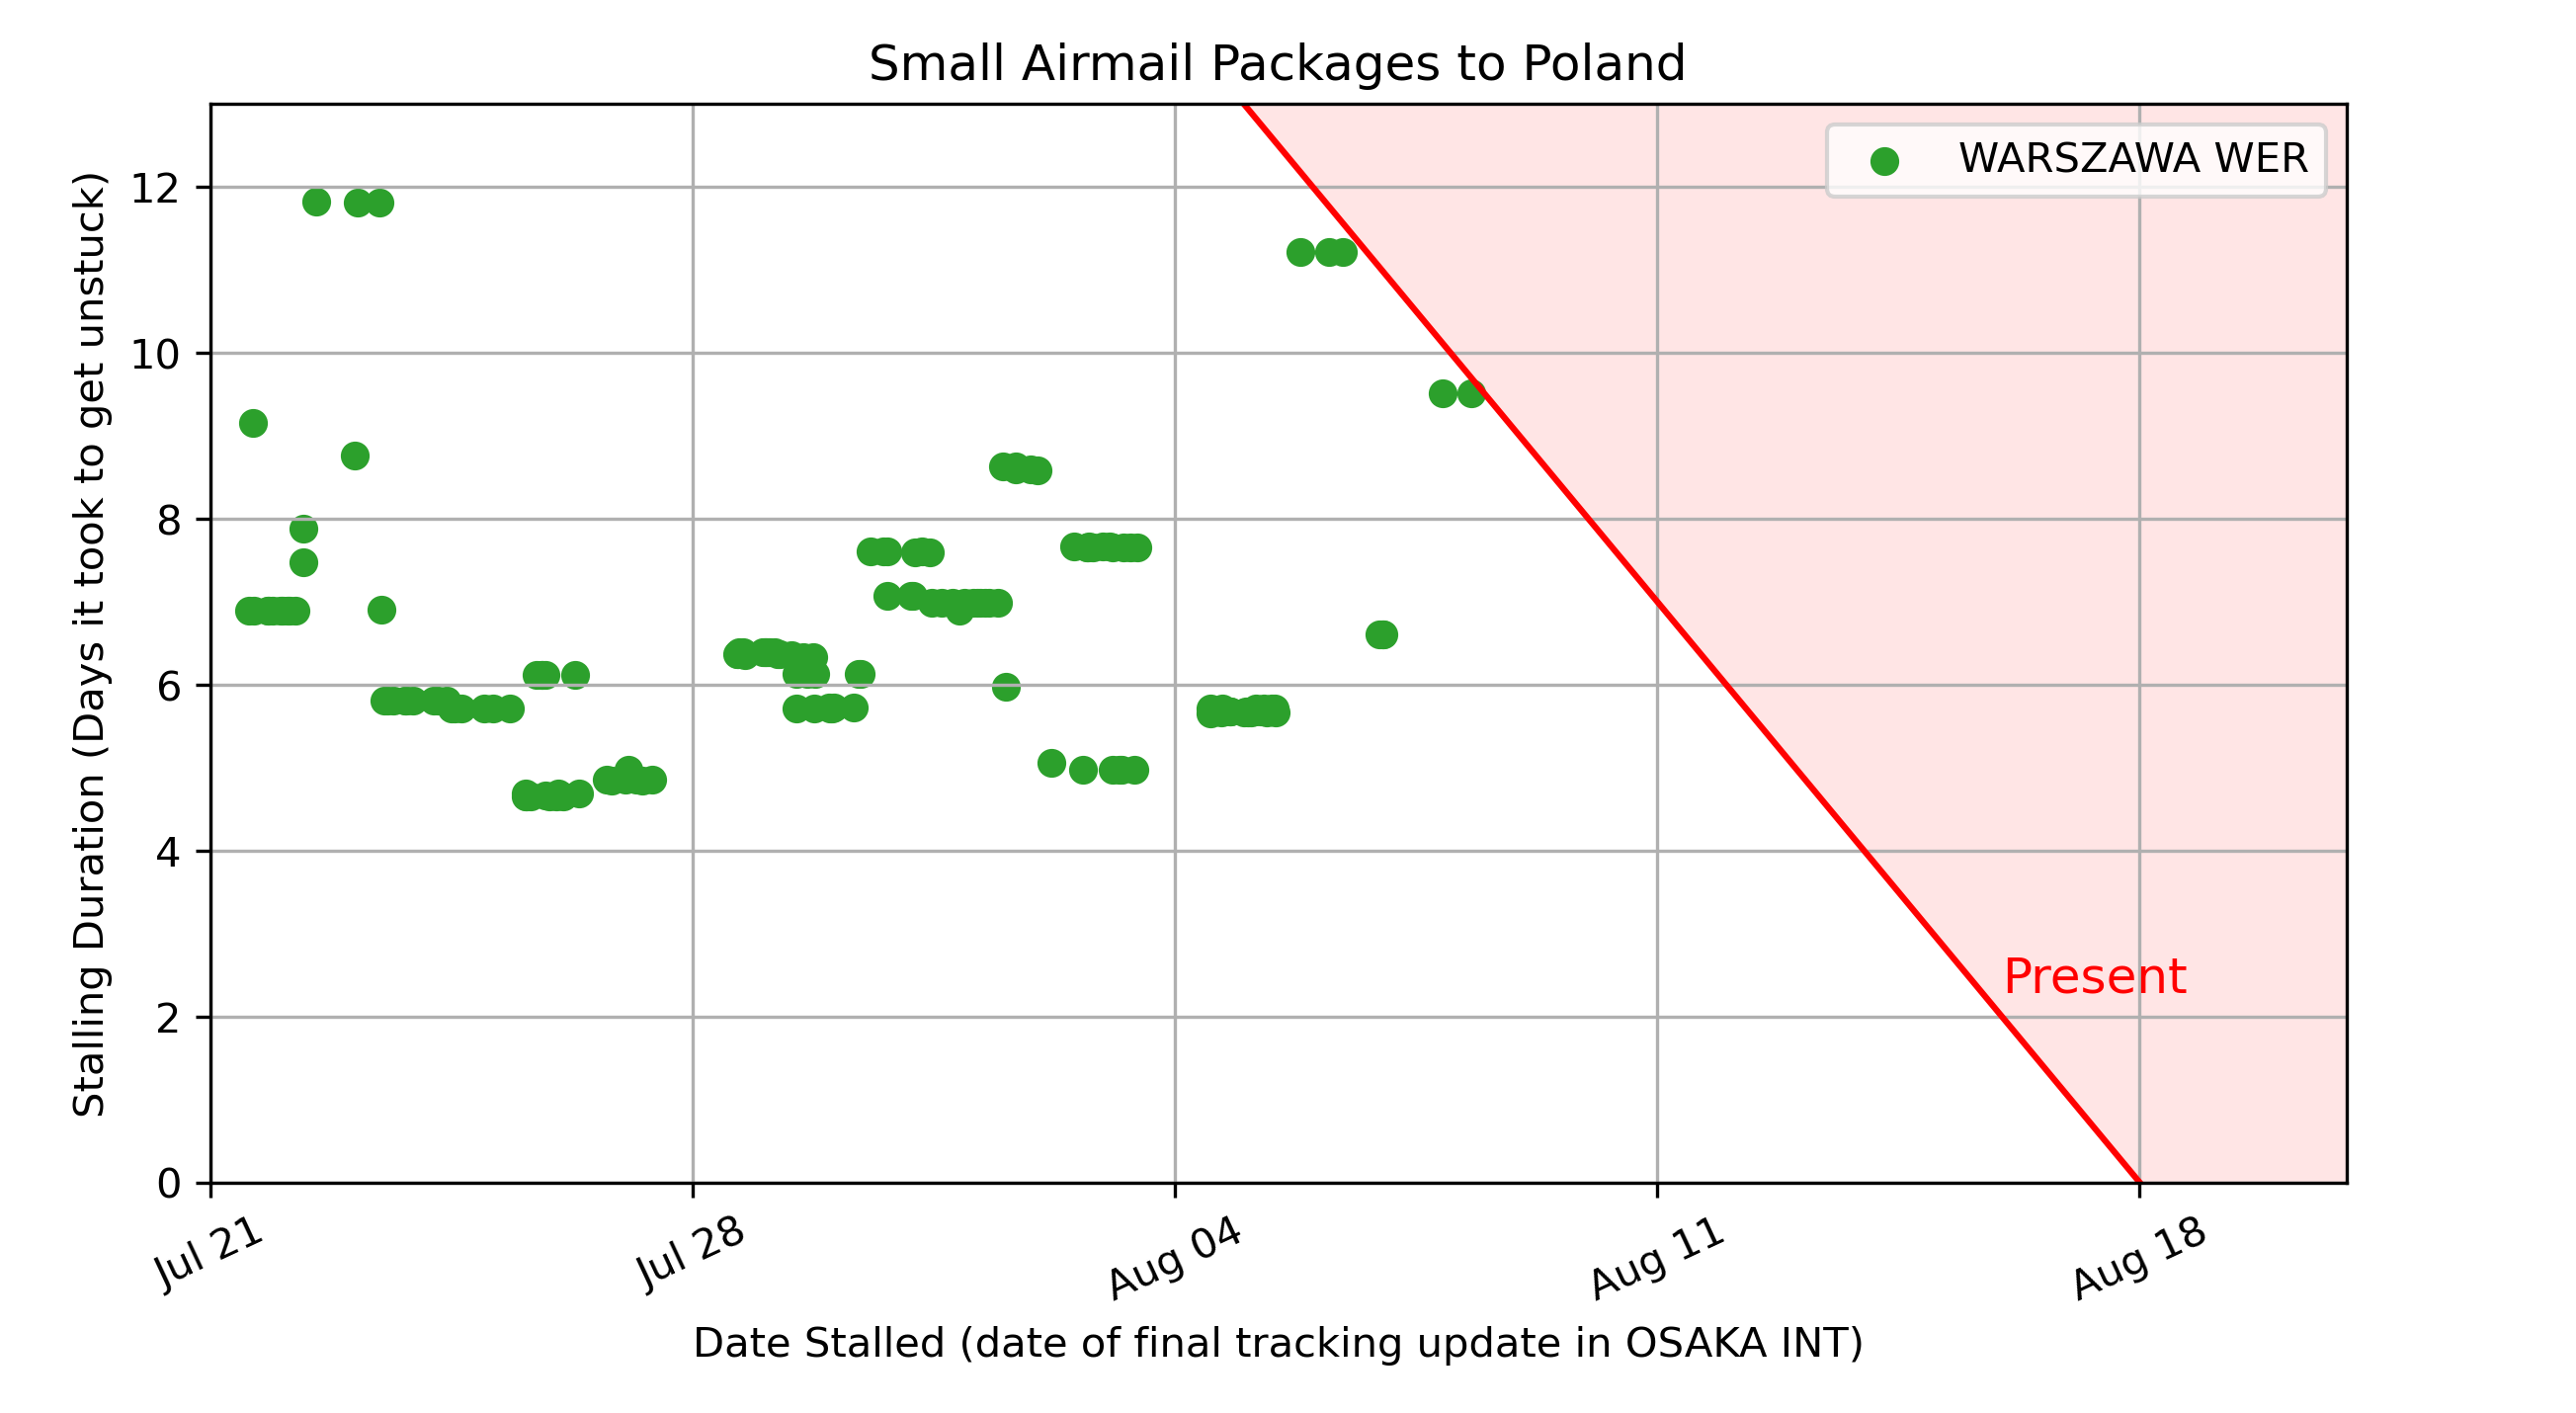 Small Airmail Packages to Poland
WARSZAWA WER
Stalling Duration (Days it took to get unstuck)
12
10
8
6
4
2
0
Present
Jul 21
Jul 28
Aug 04
Aug 11
Aug 18
Date Stalled (date of final tracking update in OSAKA INT)